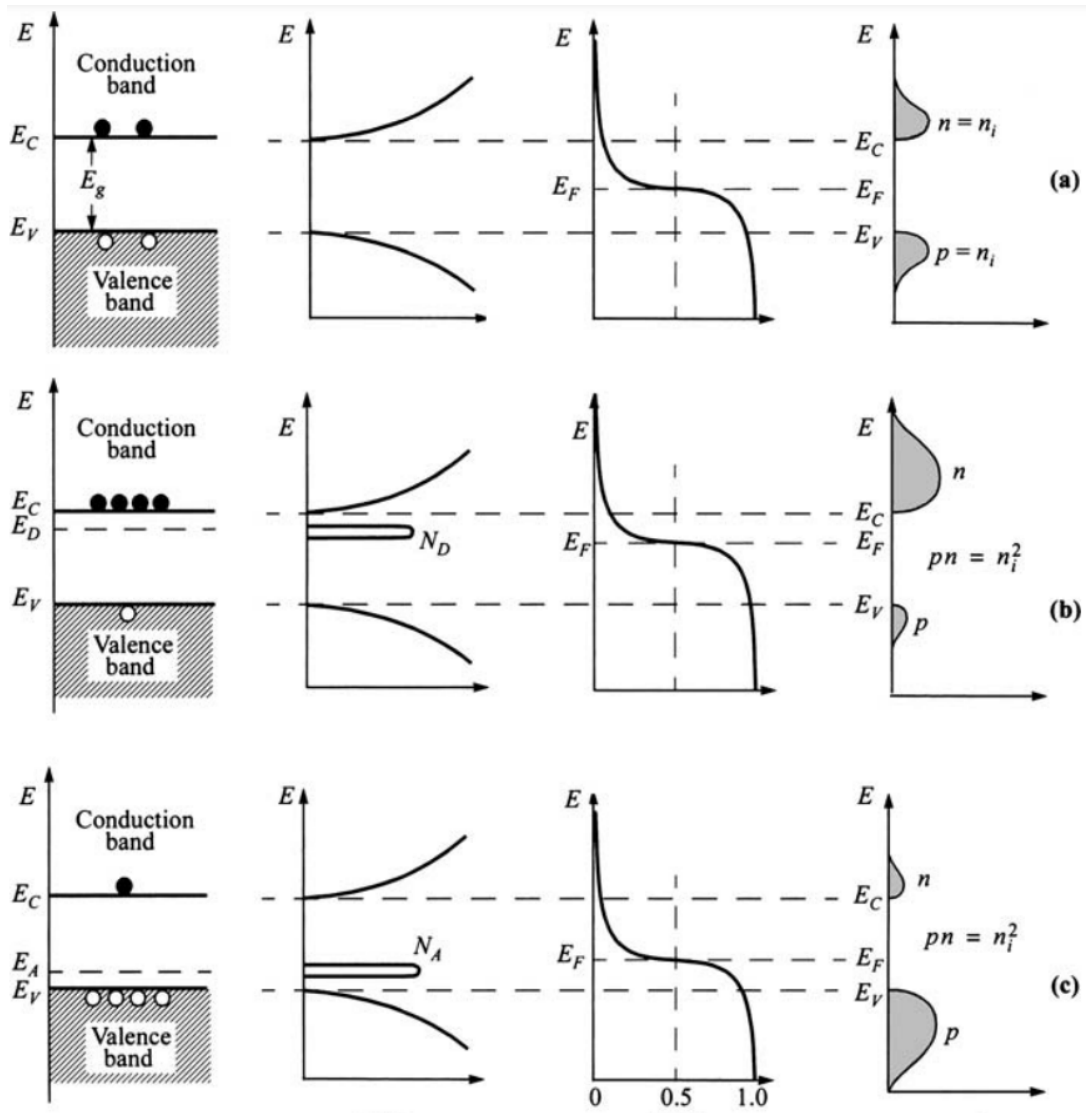 E
Conduction
band
E_C
E_g
E_V
Valence
band
E
E_F
E_C
E_F
E_V
n = n_i
p = n_i
(a)
E
Conduction
band
E_C
E_D
E_V
Valence
band
E
N_D
E
E_F
E
E_C
E_F
E_V
n
pn = n_i^2
p
(b)
E
Conduction
band
E_C
E_A
E_V
Valence
band
E
N_A
E
E_F
0 0.5 1.0
E
E_C
E_F
E_V
n
pn = n_i^2
p
(c)